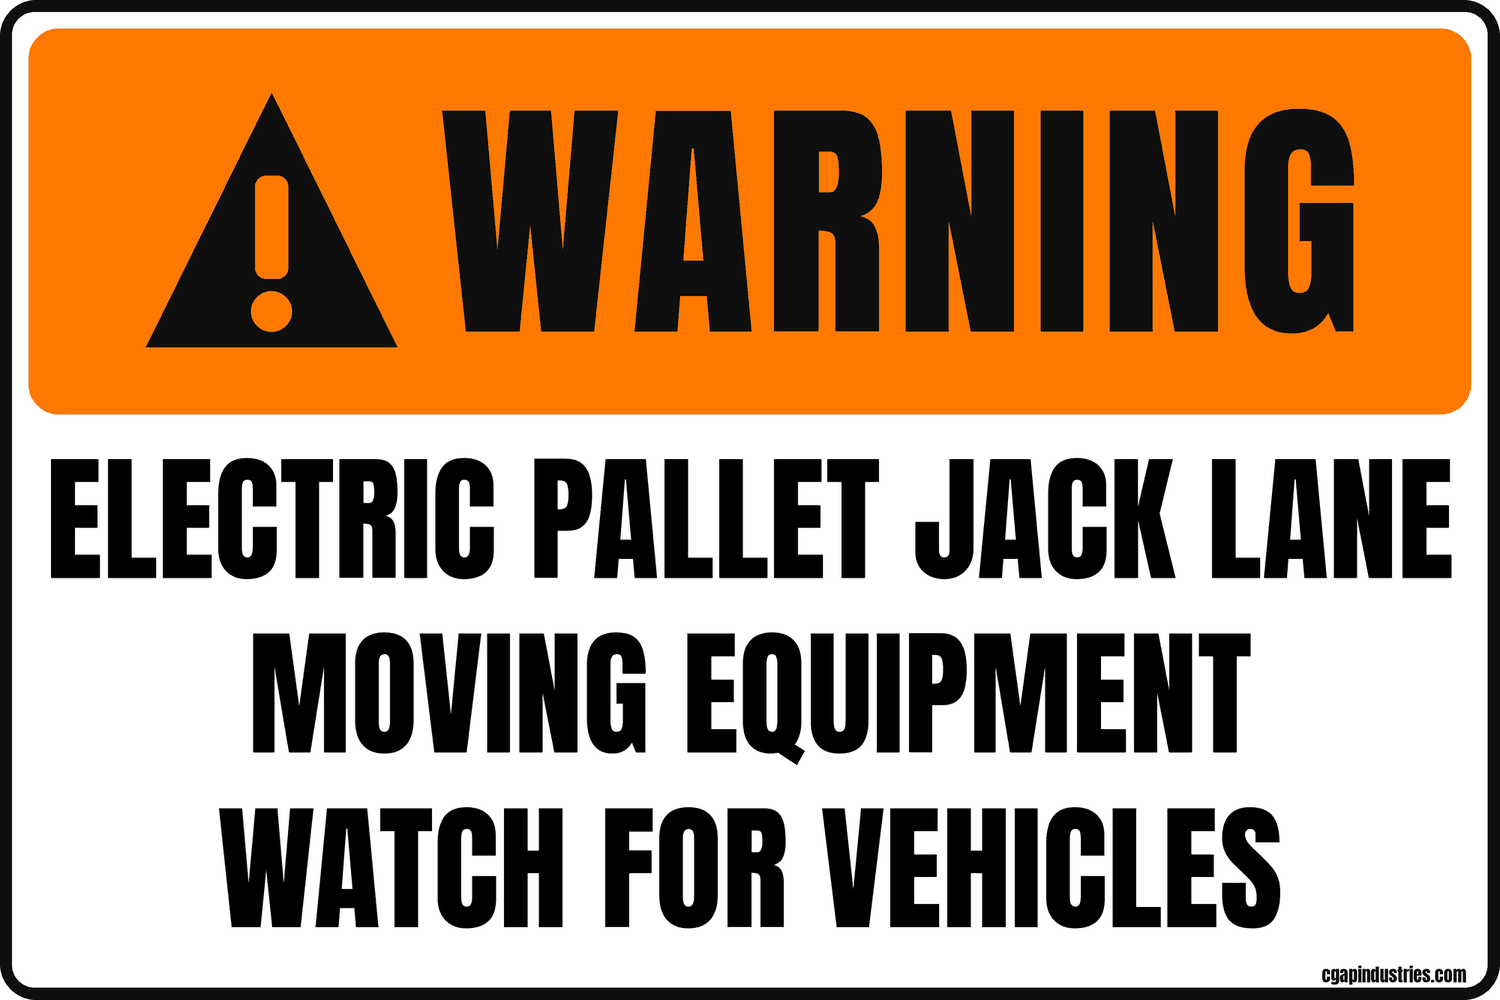 WARNING
ELECTRIC PALLET JACK LANE
MOVING EQUIPMENT
WATCH FOR VEHICLES
cgapindustries.com